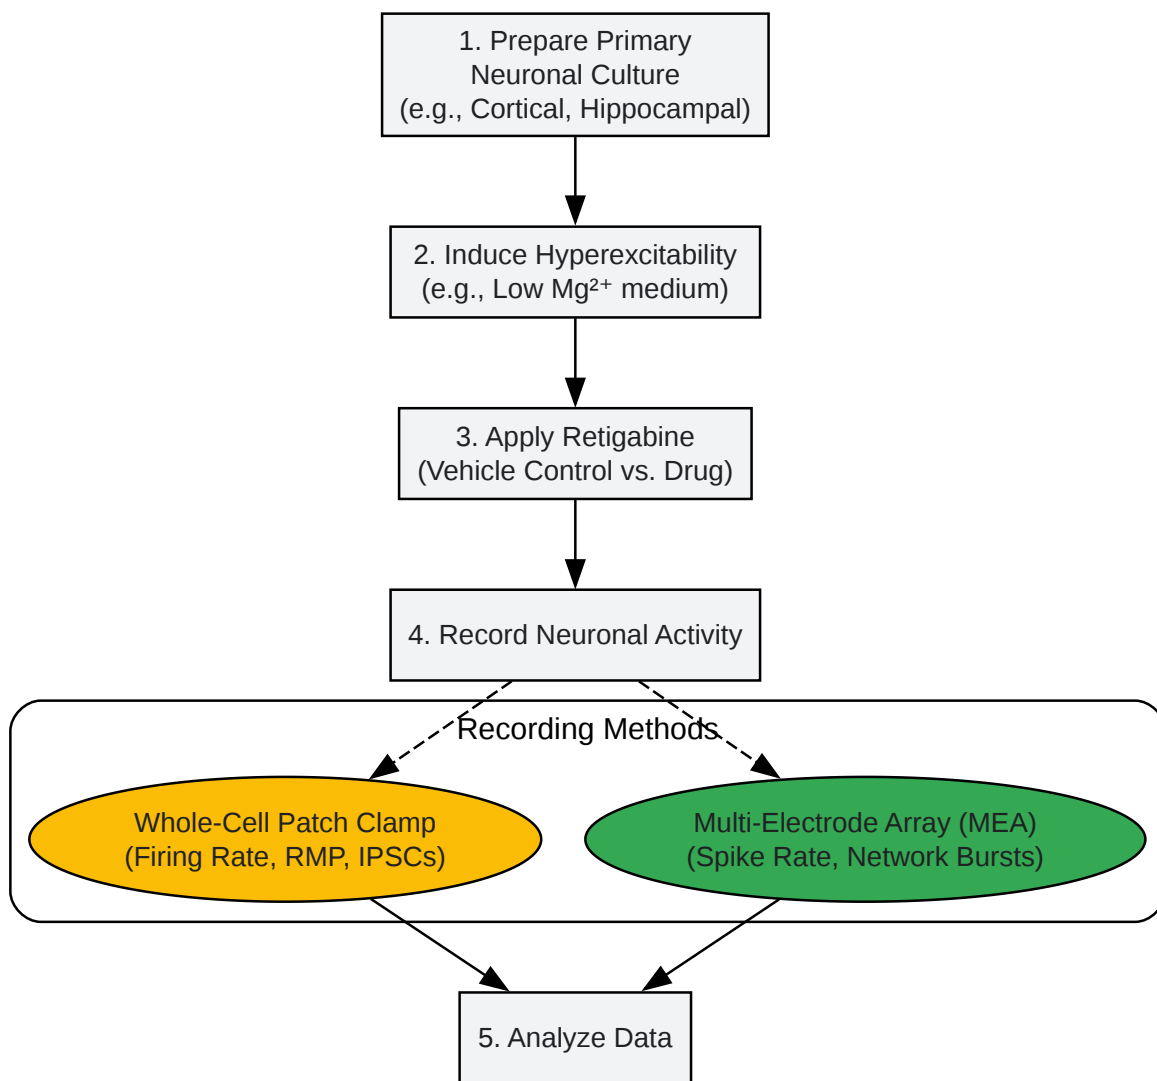 1. Prepare Primary
Neuronal Culture
(e.g., Cortical, Hippocampal)
2. Induce Hyperexcitability
(e.g., Low Mg²⁺ medium)
3. Apply Retigabine
(Vehicle Control vs. Drug)
4. Record Neuronal Activity
Recording Methods
Whole-Cell Patch Clamp
(Firing Rate, RMP, IPSCs)
Multi-Electrode Array (MEA)
(Spike Rate, Network Bursts)
5. Analyze Data